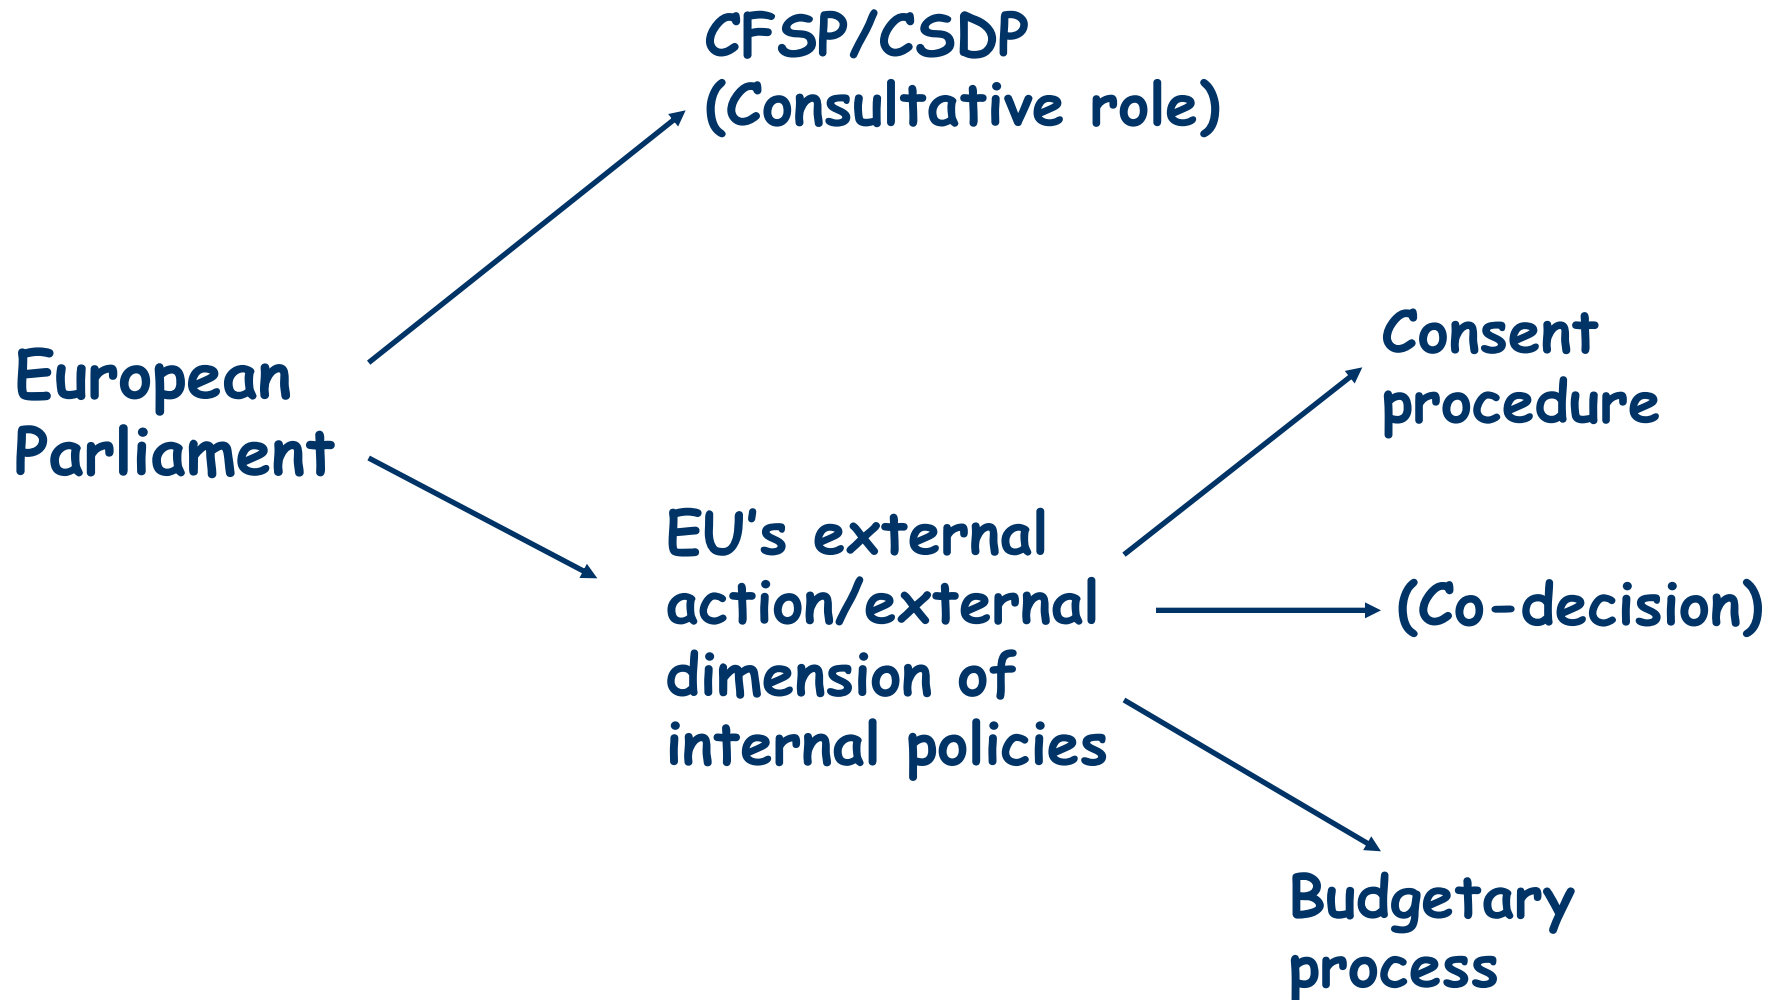 CFSP/CSDP
(Consultative role)
European
Parliament
Consent
procedure
EU's external
action/external
dimension of
internal policies
(Co-decision)
Budgetary
process